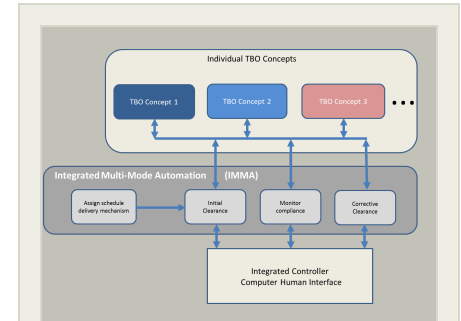 Individual TBO Concepts
TBO Concept 1
TBO Concept 2
TBO Concept 3
...
Integrated Multi-Mode Automation (IMMA)
Assign schedule
delivery mechanism
Initial
Clearance
Monitor
compliance
Corrective
Clearance
Integrated Controller
Computer Human Interface